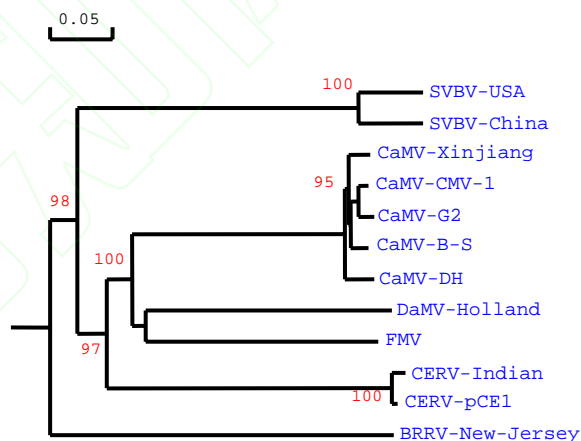 0.05
100
SVBV-USA
SVBV-China
CaMV-Xinjiang
95
CaMV-CMV-1
CaMV-G2
98
CaMV-B-S
100
CaMV-DH
DaMV-Holland
FMV
97
CERV-Indian
100
CERV-pCE1
BRRV-New-Jersey